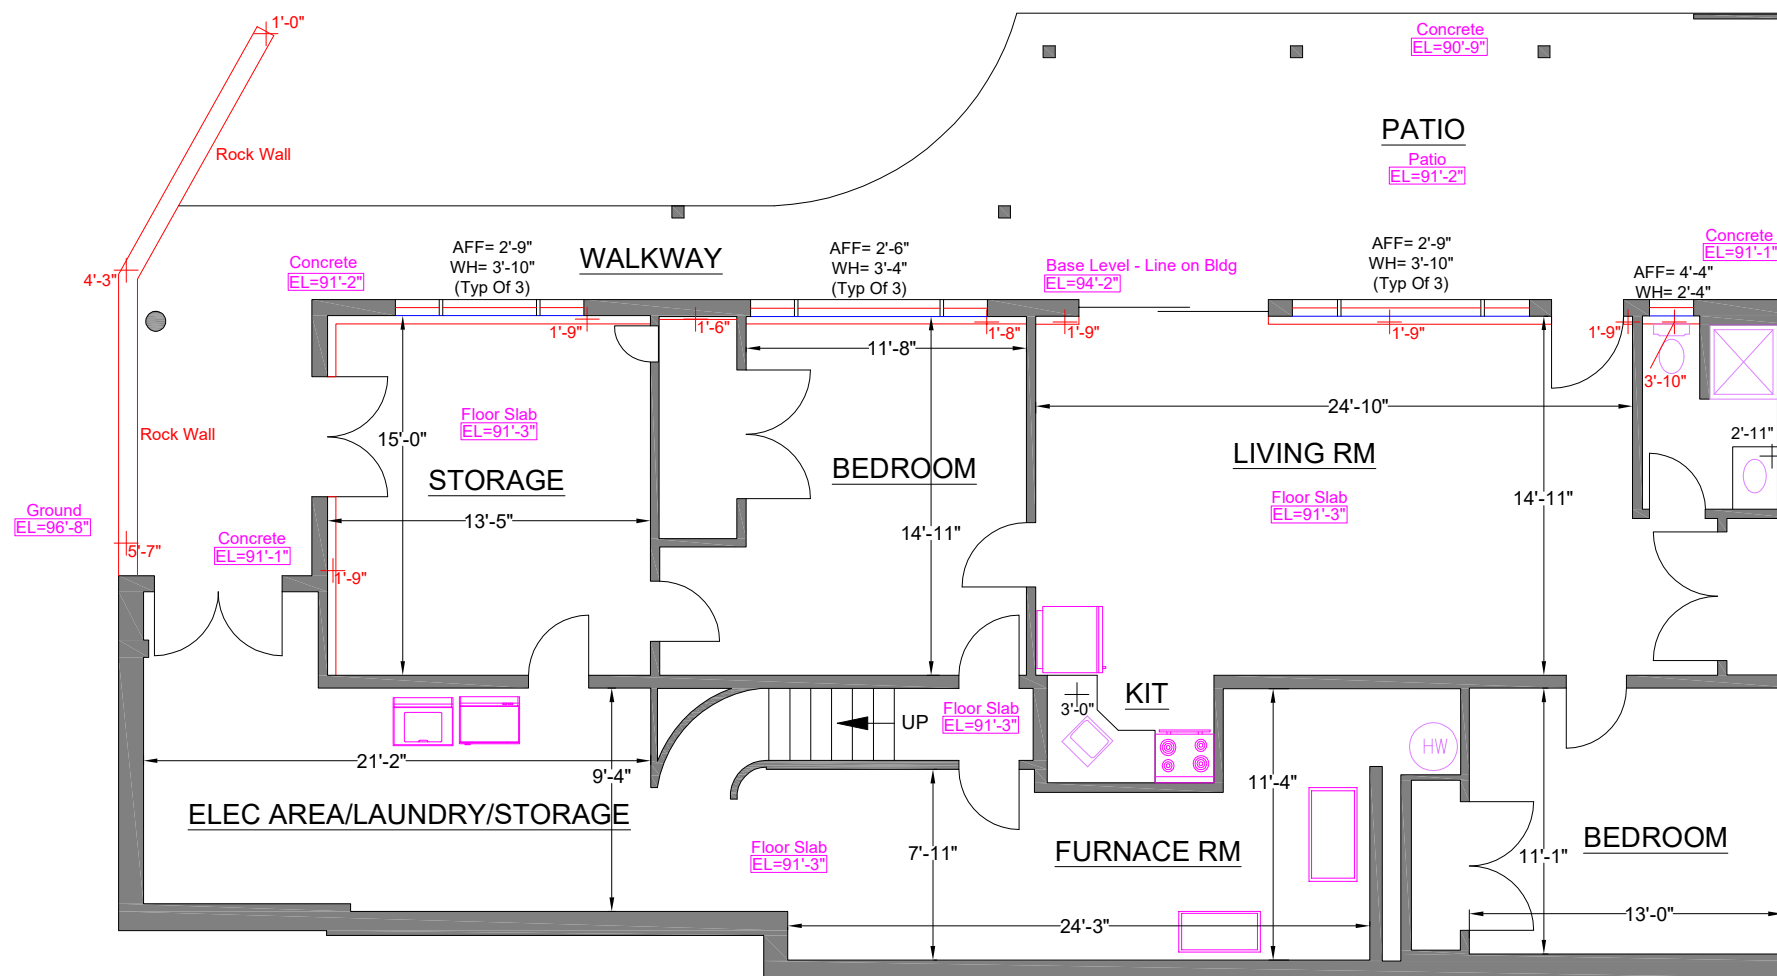 1'-0"
Concrete
EL=90'-9"
Rock Wall
PATIO
Patio
EL=91'-2"
4'-3"
Concrete
EL=91'-2"
AFF= 2'-9"
WH= 3'-10"
(Typ Of 3)
WALKWAY
AFF= 2'-6"
WH= 3'-4"
(Typ Of 3)
Base Level - Line on Bldg
EL=94'-2"
AFF= 2'-9"
WH= 3'-10"
(Typ Of 3)
Concrete
EL=91'-1"
AFF= 4'-4"
WH= 2'-4"
1'-9"
1'-6"
1'-8"
1'-9"
1'-9"
1'-9"
11'-8"
3'-10"
24'-10"
Floor Slab
EL=91'-3"
15'-0"
Rock Wall
2'-11"
STORAGE
BEDROOM
LIVING RM
14'-11"
Floor Slab
EL=91'-3"
Ground
EL=96'-8"
13'-5"
14'-11"
Concrete
EL=91'-1"
5'-7"
1'-9"
KIT
3'-0"
Floor Slab
EL=91'-3"
UP
HW
21'-2"
9'-4"
11'-4"
ELEC AREA/LAUNDRY/STORAGE
Floor Slab
EL=91'-3"
7'-11"
FURNACE RM
BEDROOM
11'-1"
24'-3"
13'-0"